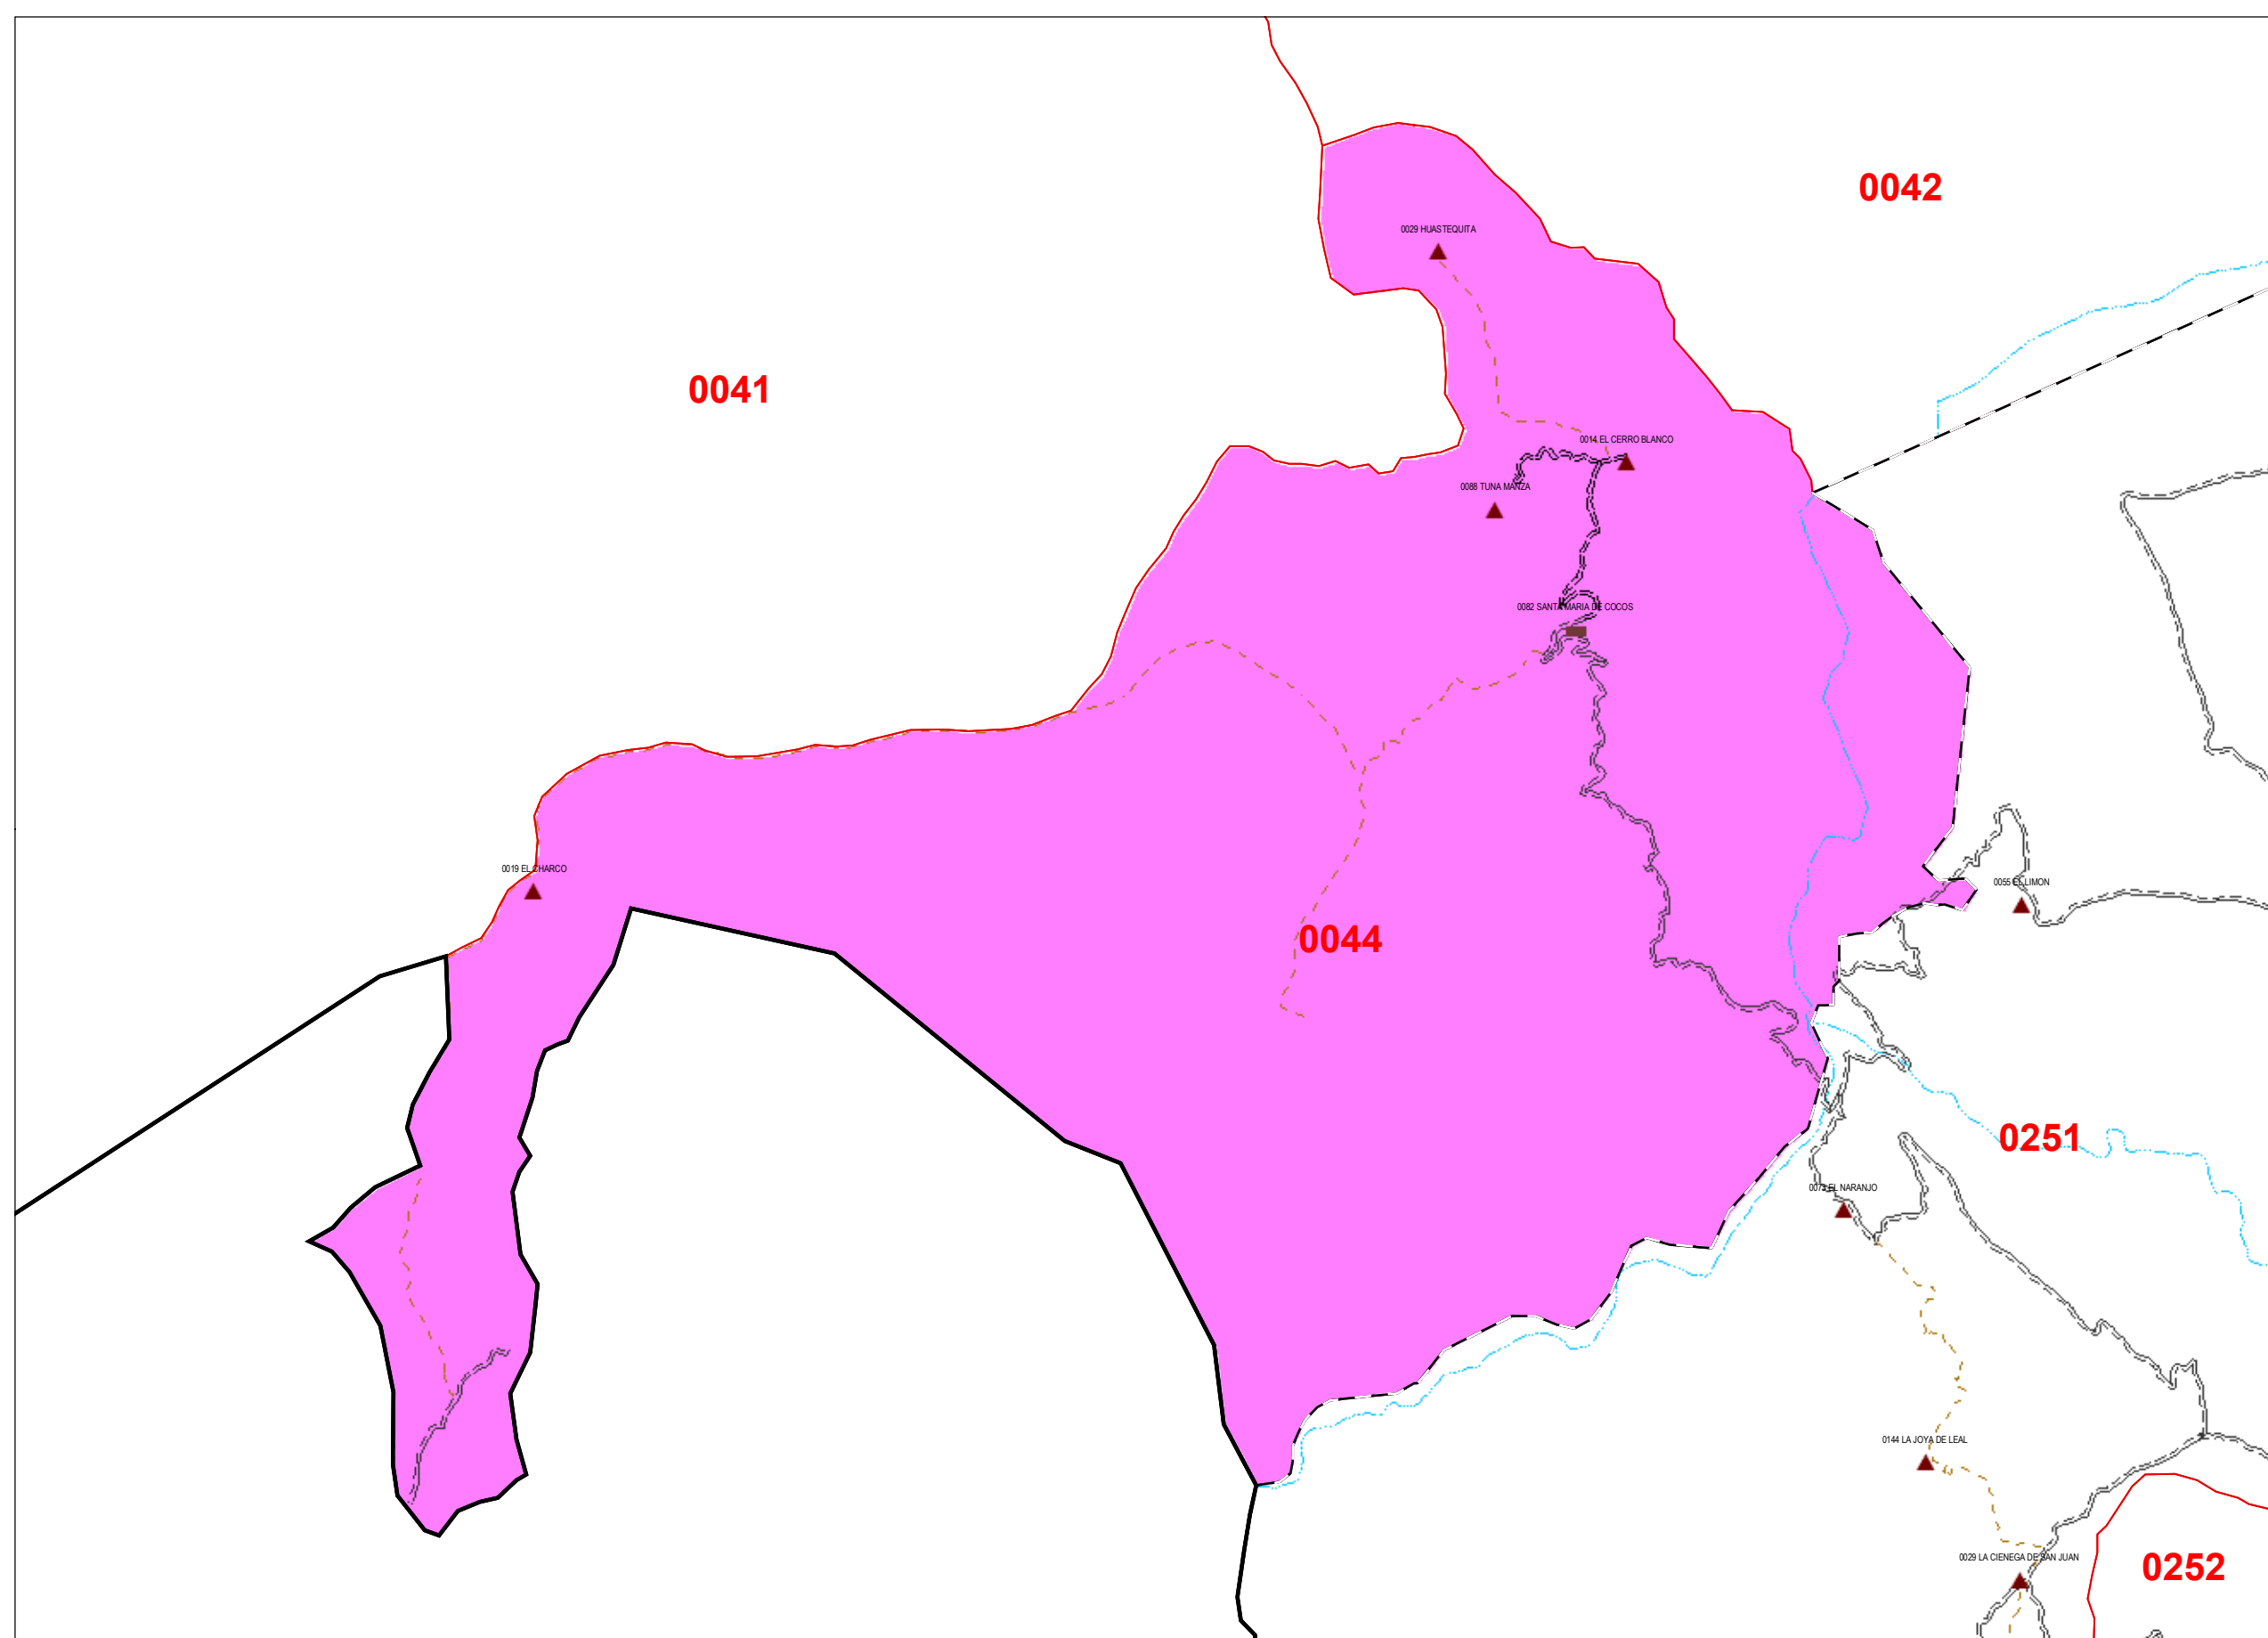 0042
0029 HUASTEQUITA
0041
0014 EL CERRO BLANCO
0088 TUNA MANZA
0082 SANTA MARIA DE COCOS
0019 EL CHARCO
0055 EL LIMON
0044
0251
0073 EL NARANJO
0144 LA JOYA DE LEAL
0029 LA CIENEGA DE SAN JUAN
0252